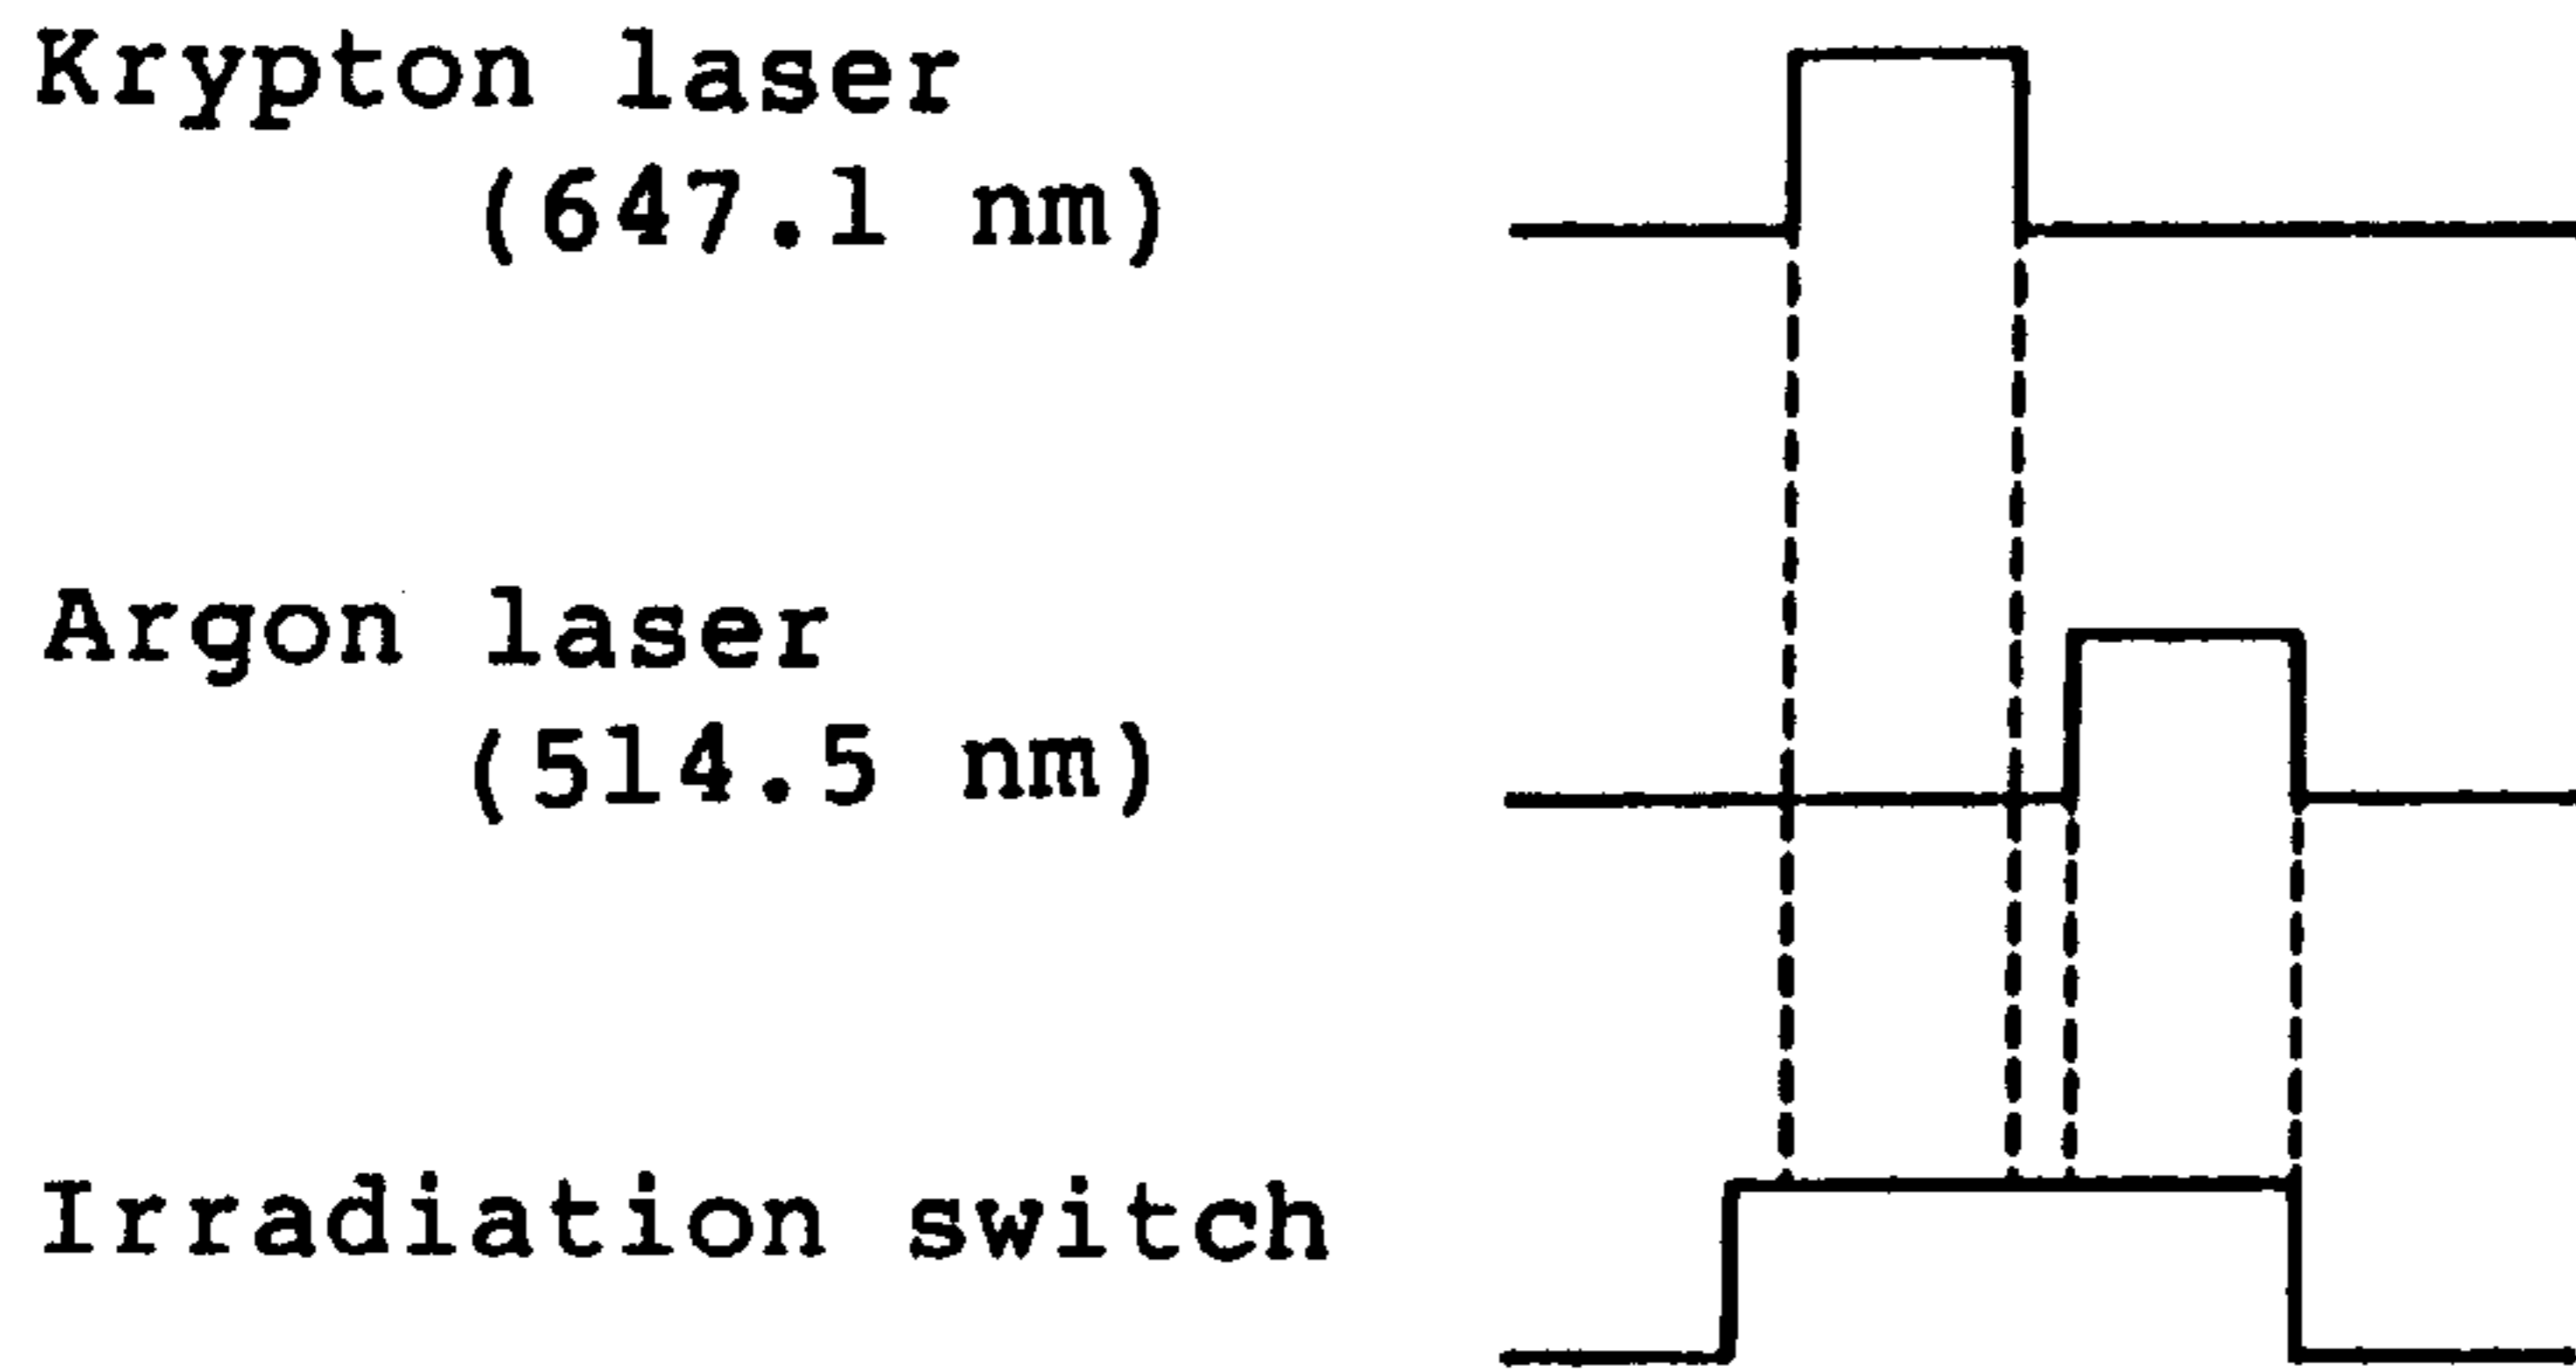 Krypton laser
(647.1 nm)
Argon laser
(514.5 nm)
Irradiation switch